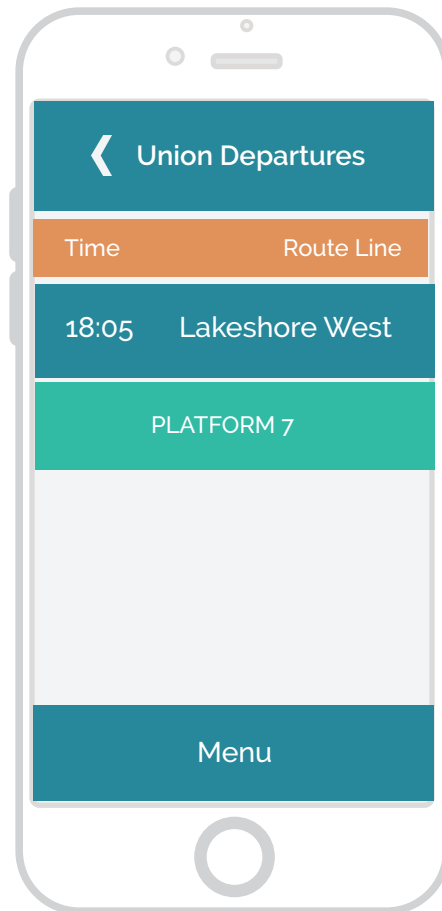 Union Departures
Time Route Line
18:05 Lakeshore West
PLATFORM 7
Menu